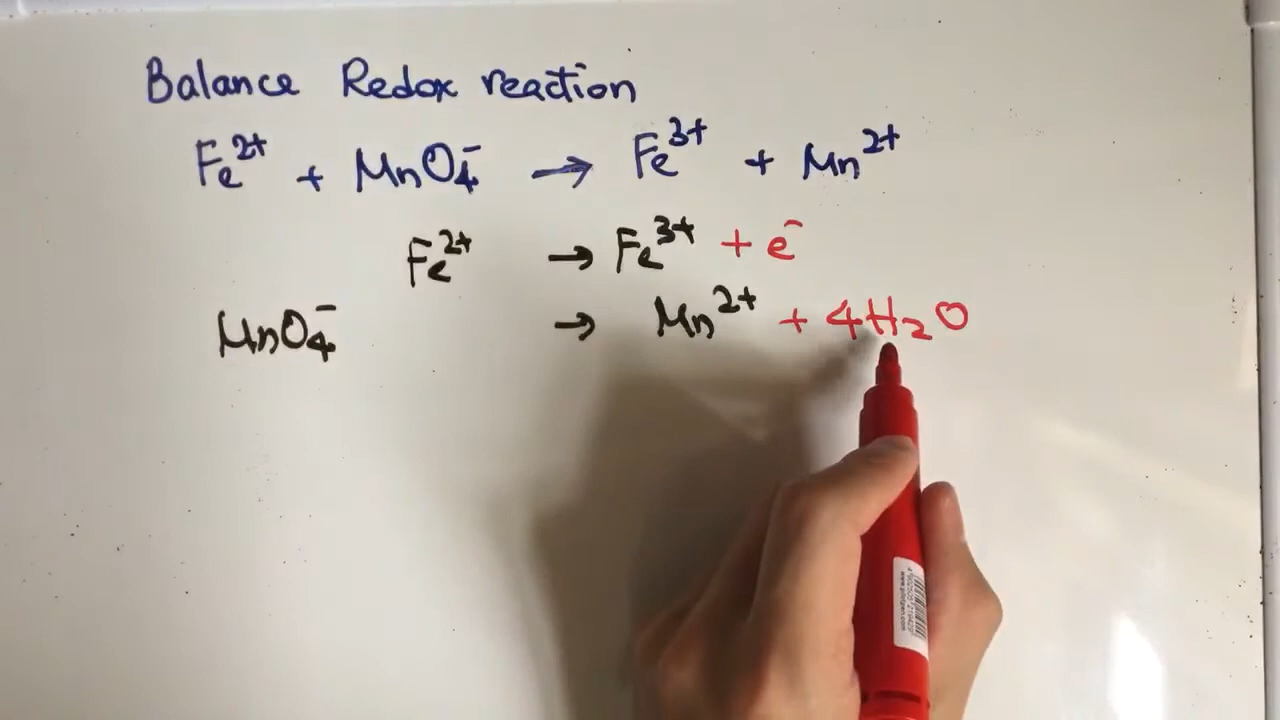 Balance Redox reaction
Fe²⁺ + MnO₄⁻ → Fe³⁺ + Mn²⁺
Fe²⁺ → Fe³⁺ + e⁻
MnO₄⁻ → Mn²⁺ + 4H₂O